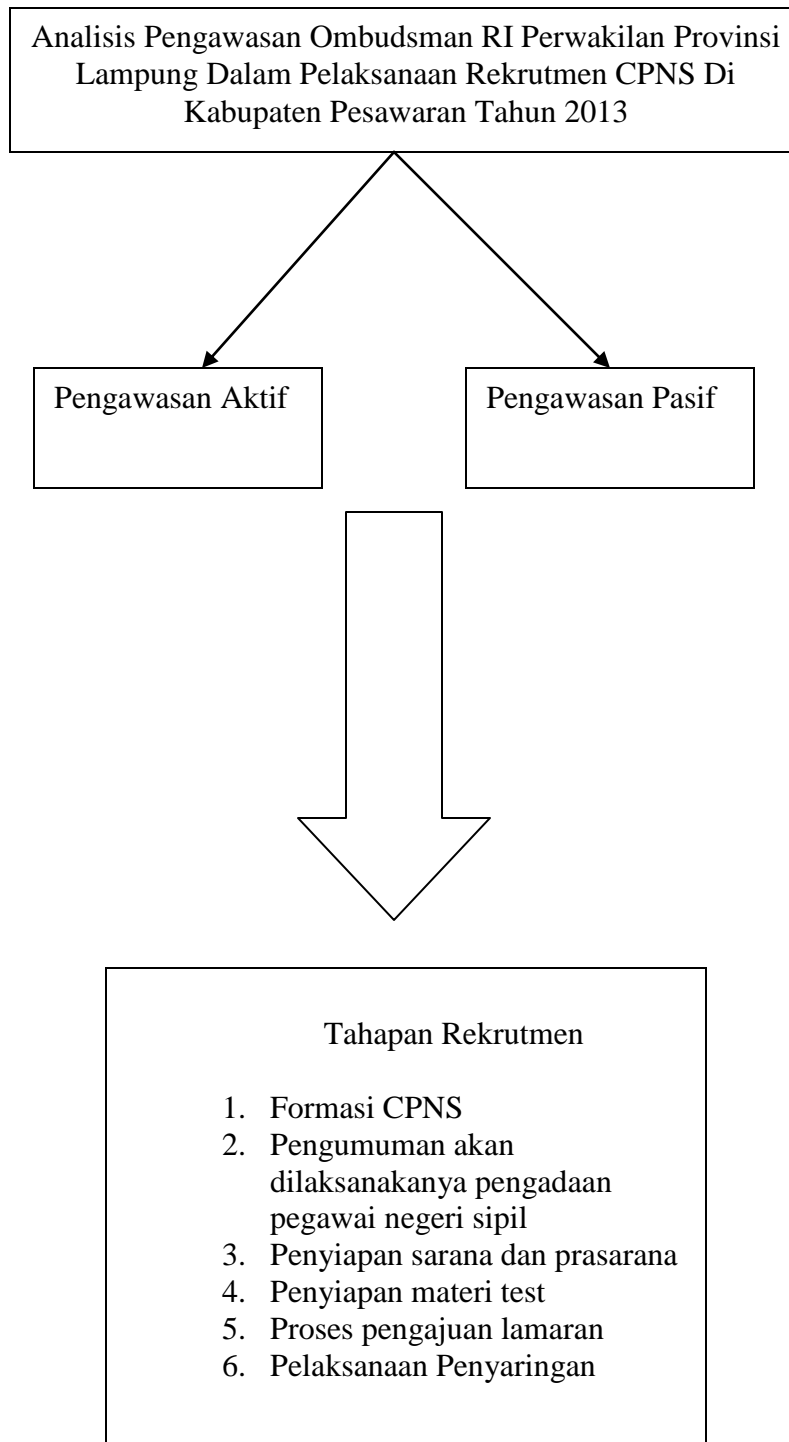 Analisis Pengawasan Ombudsman RI Perwakilan Provinsi
Lampung Dalam Pelaksanaan Rekrutmen CPNS Di
Kabupaten Pesawaran Tahun 2013
Pengawasan Aktif
Pengawasan Pasif
Tahapan Rekrutmen
1. Formasi CPNS
2. Pengumuman akan
dilaksanakanya pengadaan
pegawai negeri sipil
3. Penyiapan sarana dan prasarana
4. Penyiapan materi test
5. Proses pengajuan lamaran
6. Pelaksanaan Penyaringan